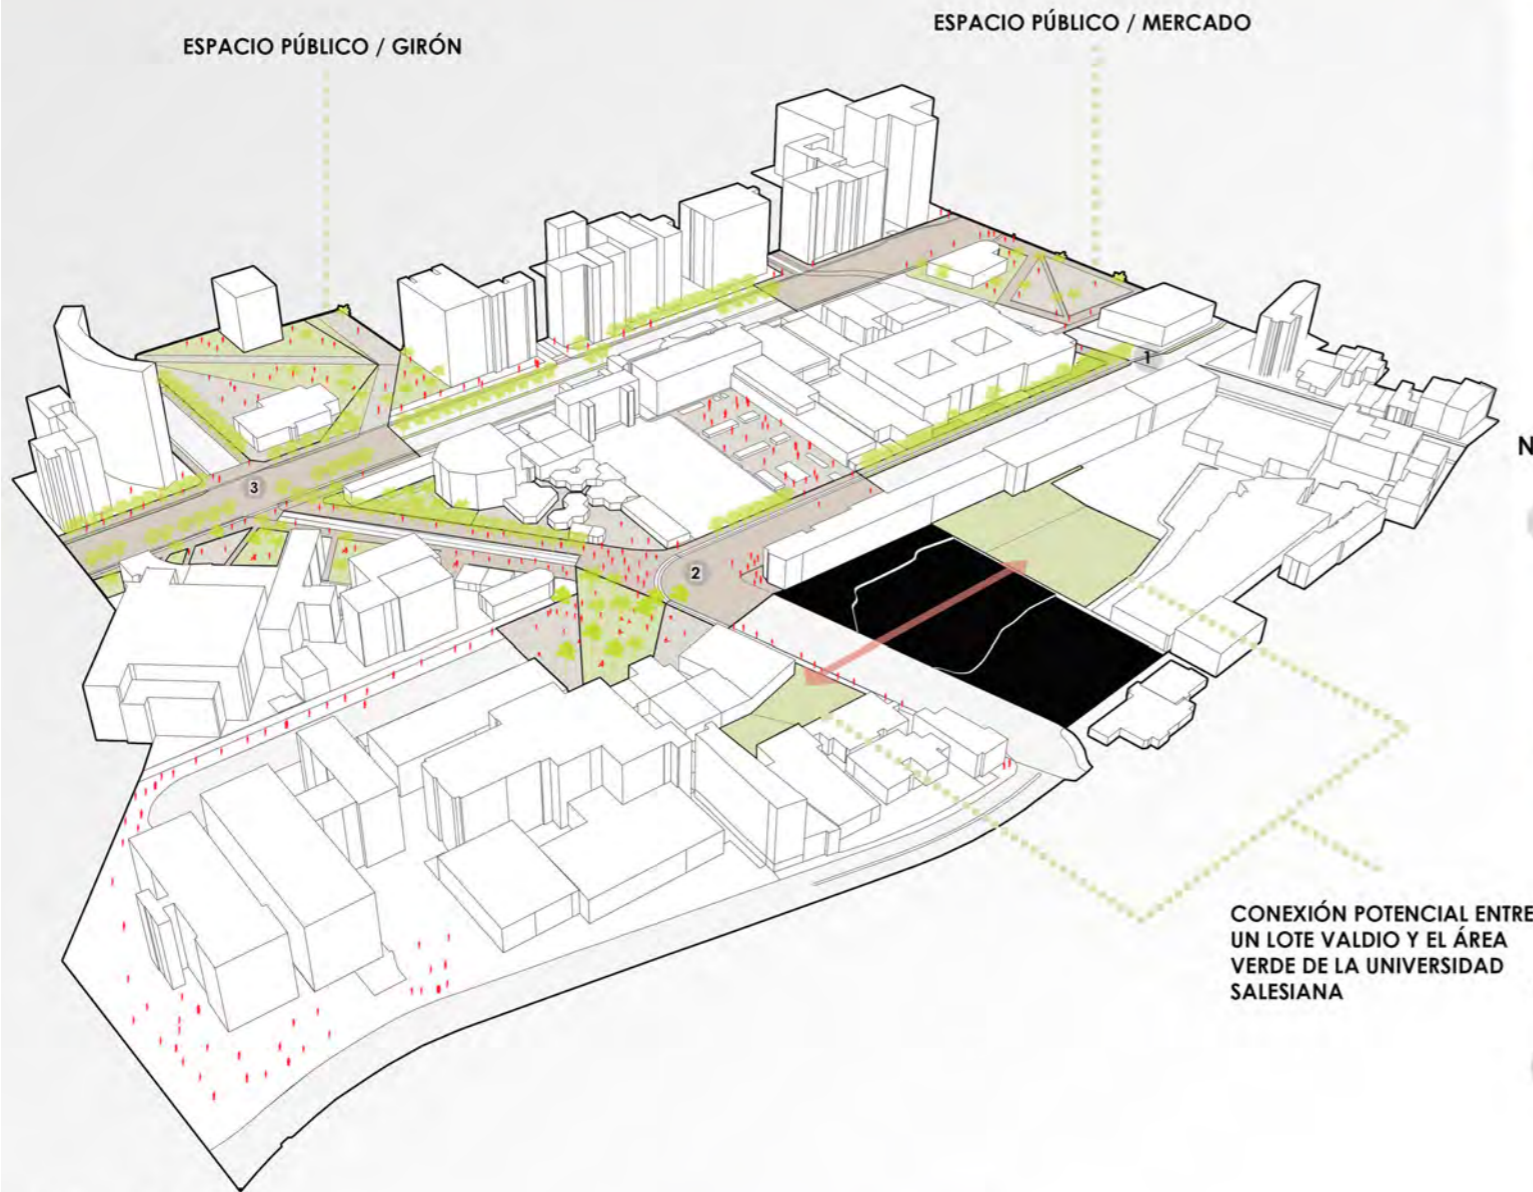 ESPACIO PÚBLICO / MERCADO
ESPACIO PÚBLICO / GIRÓN
1
3
2
N
CONEXIÓN POTENCIAL ENTRE
UN LOTE VALDIO Y EL ÁREA
VERDE DE LA UNIVERSIDAD
SALESIANA